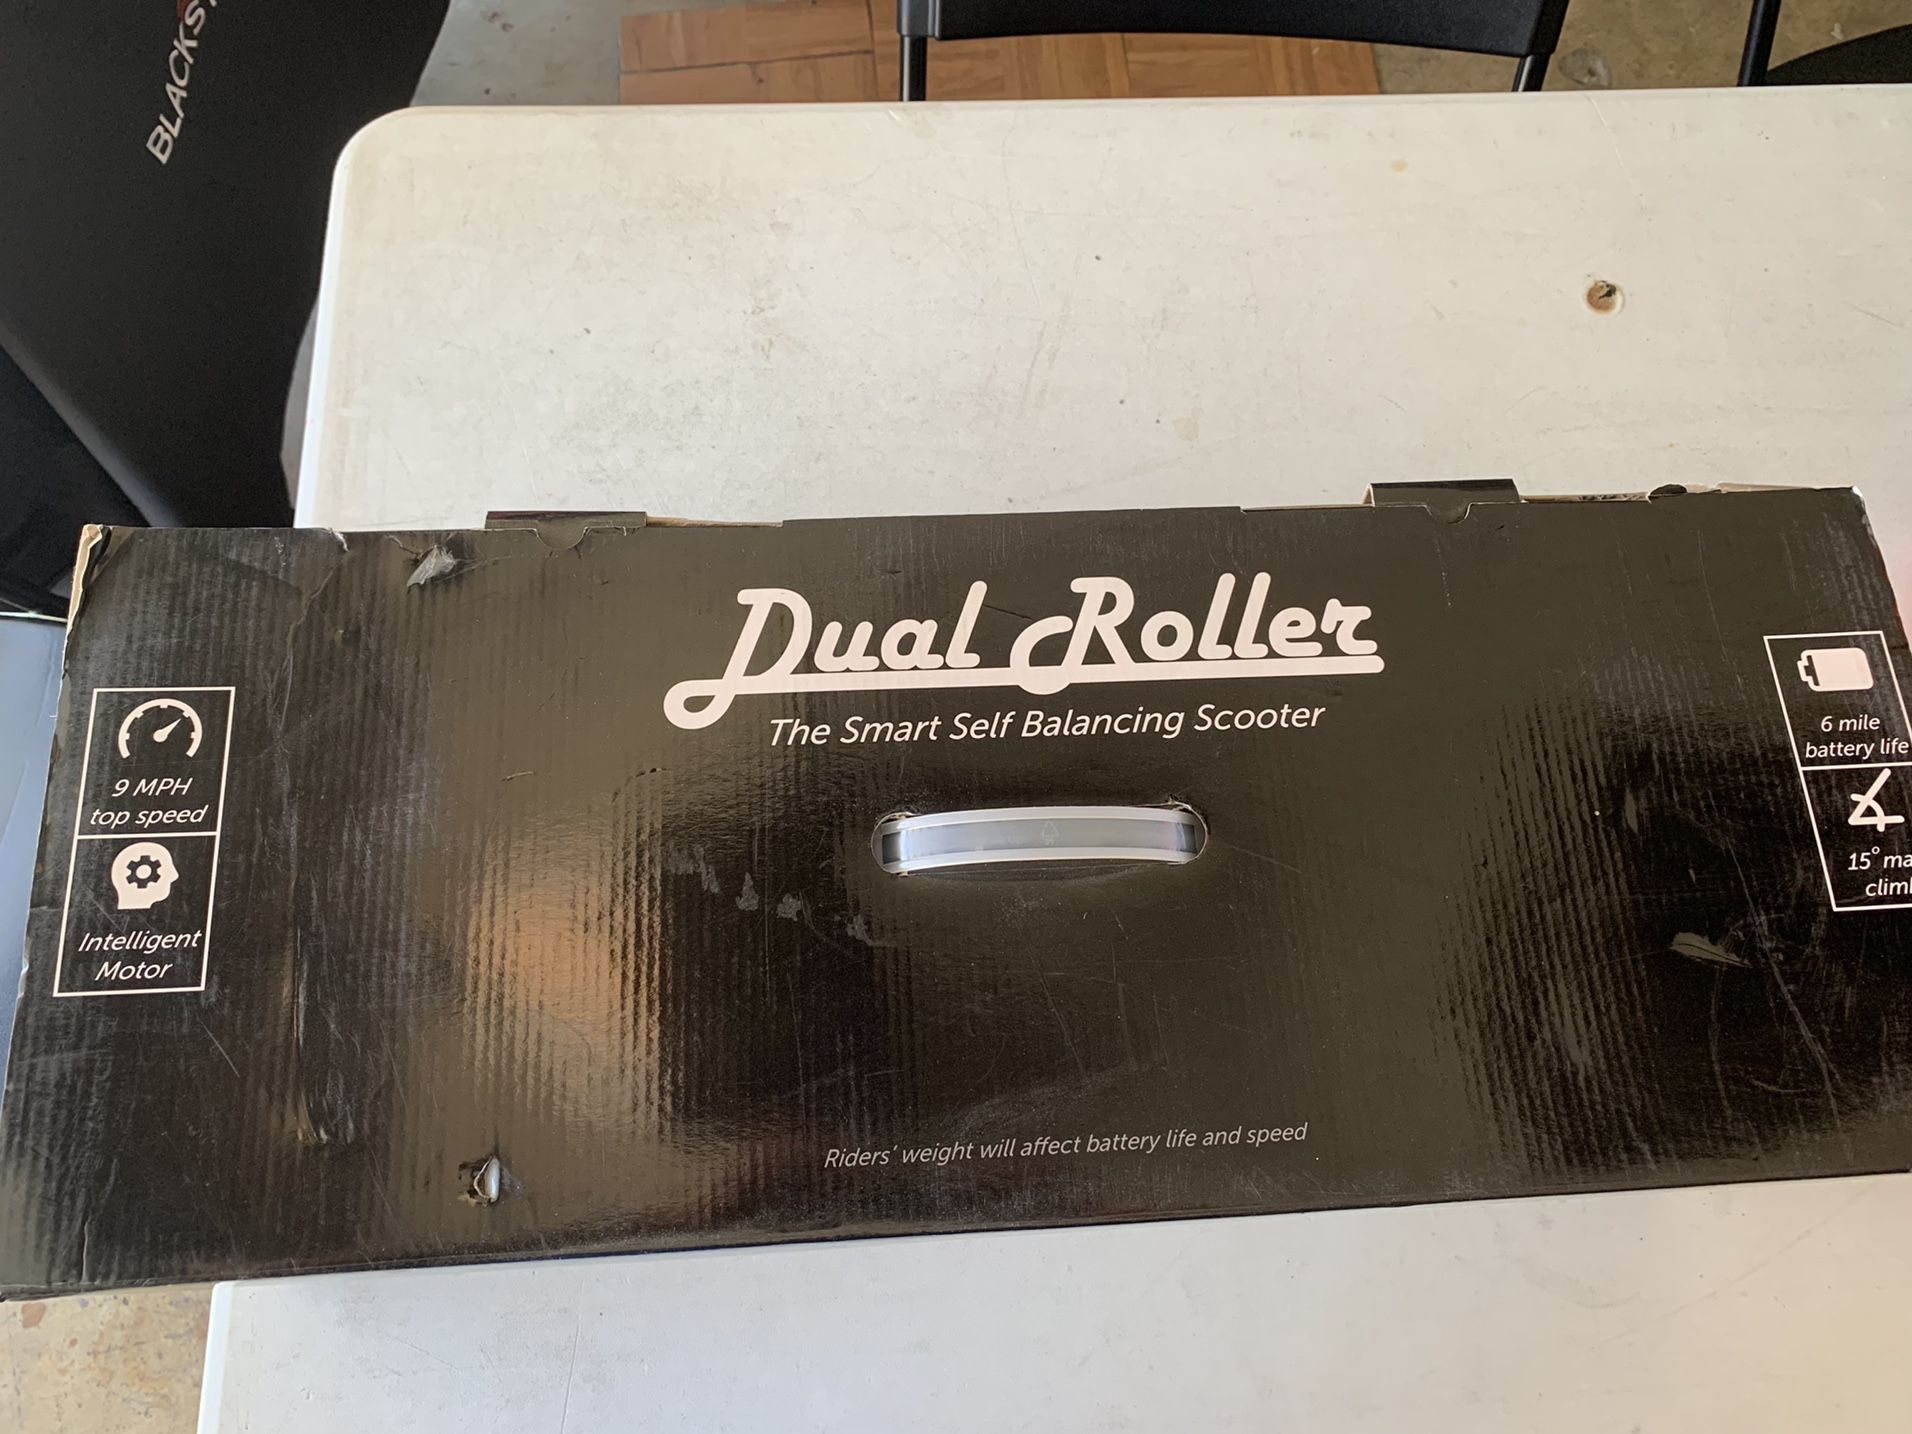 Dual Roller
The Smart Self Balancing Scooter
9 MPH
top speed
Intelligent
Motor
6 mile
battery life
15°
Riders' weight will affect battery life and speed